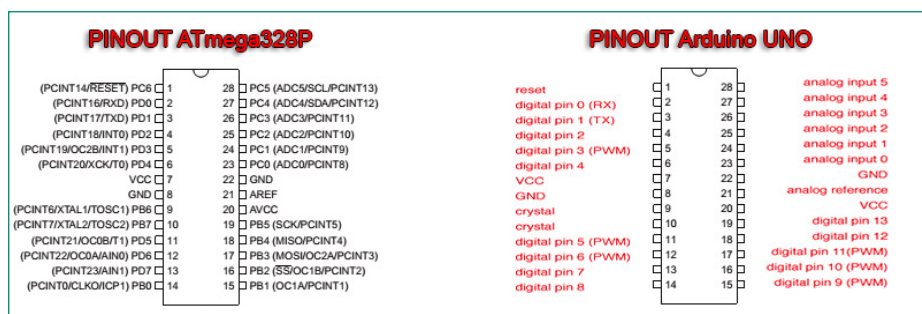 PINOUT ATmega328P
(PCINT14/RESET) PC6 1 28 PC5 (ADC5/SCL/PCINT13)
(PCINT16/RXD) PD0 2 27 PC4 (ADC4/SDA/PCINT12)
(PCINT17/TXD) PD1 3 26 PC3 (ADC3/PCINT11)
(PCINT18/INT0) PD2 4 25 PC2 (ADC2/PCINT10)
(PCINT19/OC2B/INT1) PD3 5 24 PC1 (ADC1/PCINT9)
(PCINT20/XCK/T0) PD4 6 23 PC0 (ADC0/PCINT8)
VCC 7 22 GND
GND 8 21 AREF
(PCINT6/XTAL1/TOSC1) PB6 9 20 AVCC
(PCINT7/XTAL2/TOSC2) PB7 10 19 PB5 (SCK/PCINT5)
(PCINT21/OC0B/T1) PD5 11 18 PB4 (MISO/PCINT4)
(PCINT22/OC0A/AIN0) PD6 12 17 PB3 (MOSI/OC2A/PCINT3)
(PCINT23/AIN1) PD7 13 16 PB2 (SS/OC1B/PCINT2)
(PCINT0/CLKO/ICP1) PB0 14 15 PB1 (OC1A/PCINT1)
PINOUT Arduino UNO
reset 1 28 analog input 5
digital pin 0 (RX) 2 27 analog input 4
digital pin 1 (TX) 3 26 analog input 3
digital pin 2 4 25 analog input 2
digital pin 3 (PWM) 5 24 analog input 1
digital pin 4 6 23 analog input 0
VCC 7 22 GND
GND 8 21 analog reference
crystal 9 20 VCC
crystal 10 19 digital pin 13
digital pin 5 (PWM) 11 18 digital pin 12
digital pin 6 (PWM) 12 17 digital pin 11(PWM)
digital pin 7 13 16 digital pin 10 (PWM)
digital pin 8 14 15 digital pin 9 (PWM)